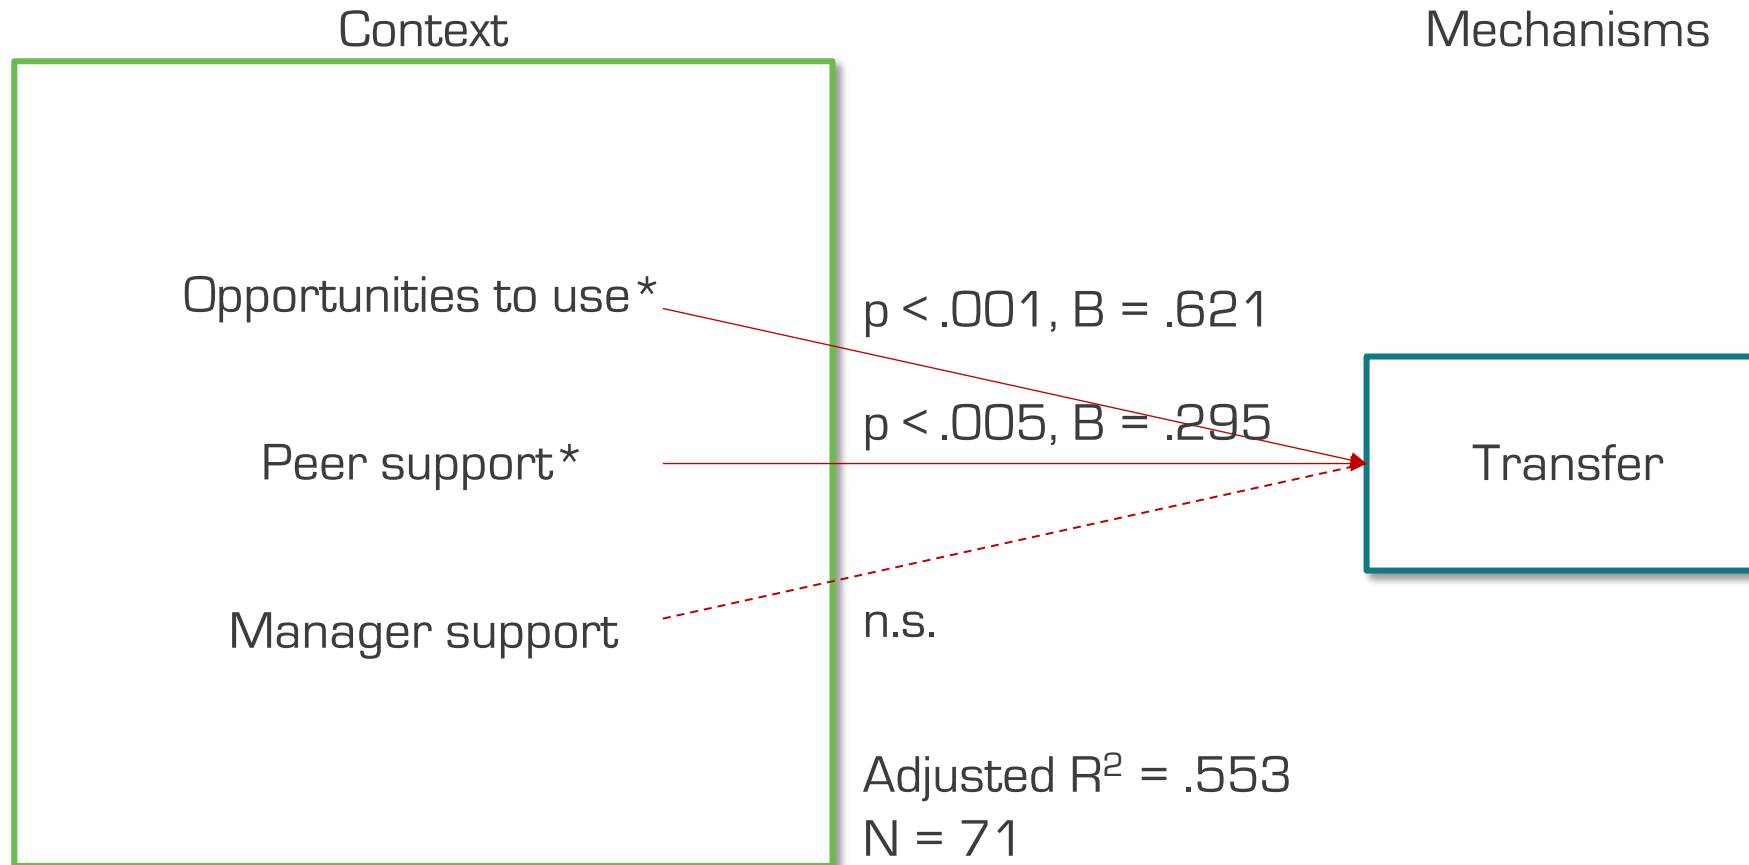 Context
Mechanisms
Opportunities to use*
p < .001, B = .621
p < .005, B = .295
Peer support*
Transfer
Manager support
n.s.
Adjusted R² = .553
N = 71